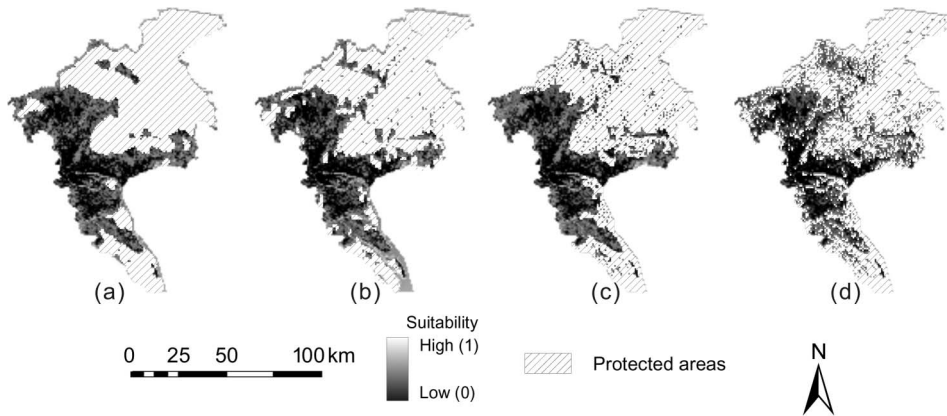 (a) (b) (c) (d)
Suitability
High (1)
Low (0)
0 25 50 100 km
Protected areas
N